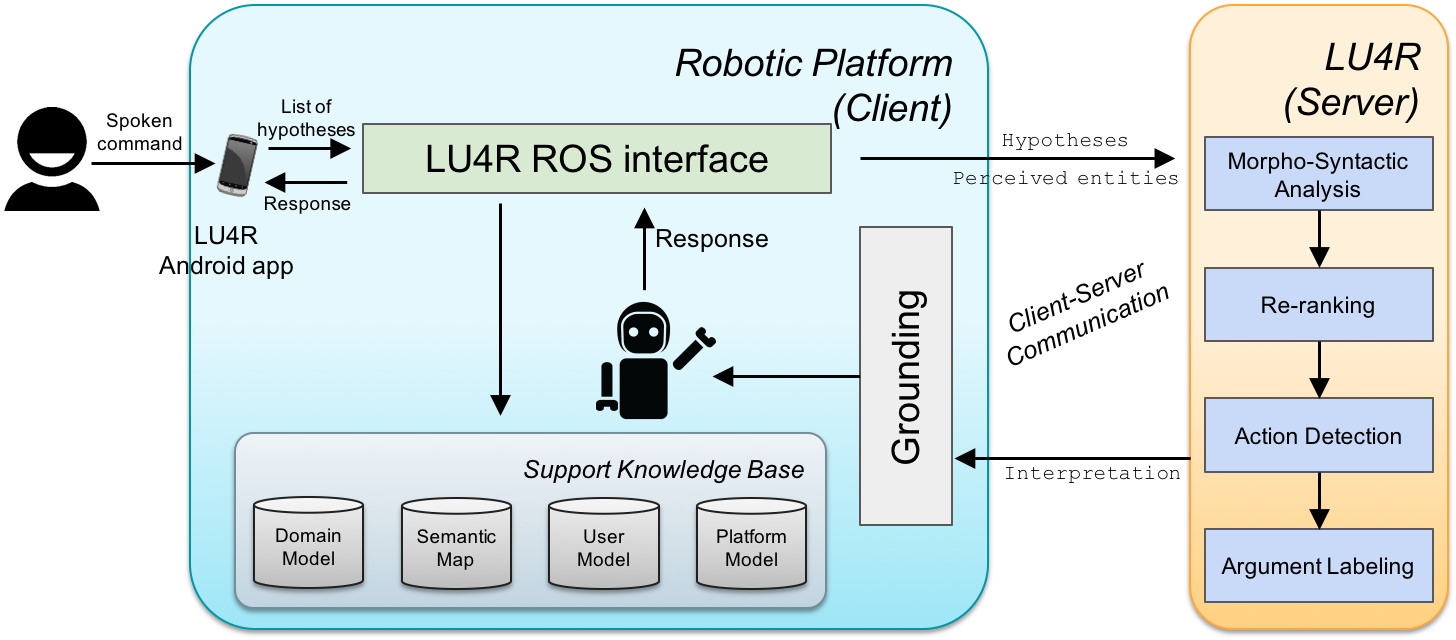 Robotic Platform
(Client)
LU4R
(Server)
Spoken
command
List of
hypotheses
Response
LU4R
Android app
LU4R ROS interface
Hypotheses
Perceived entities
Response
Grounding
Client-Server
Communication
Interpretation
Morpho-Syntactic
Analysis
Re-ranking
Action Detection
Argument Labeling
Support Knowledge Base
Domain
Model
Semantic
Map
User
Model
Platform
Model